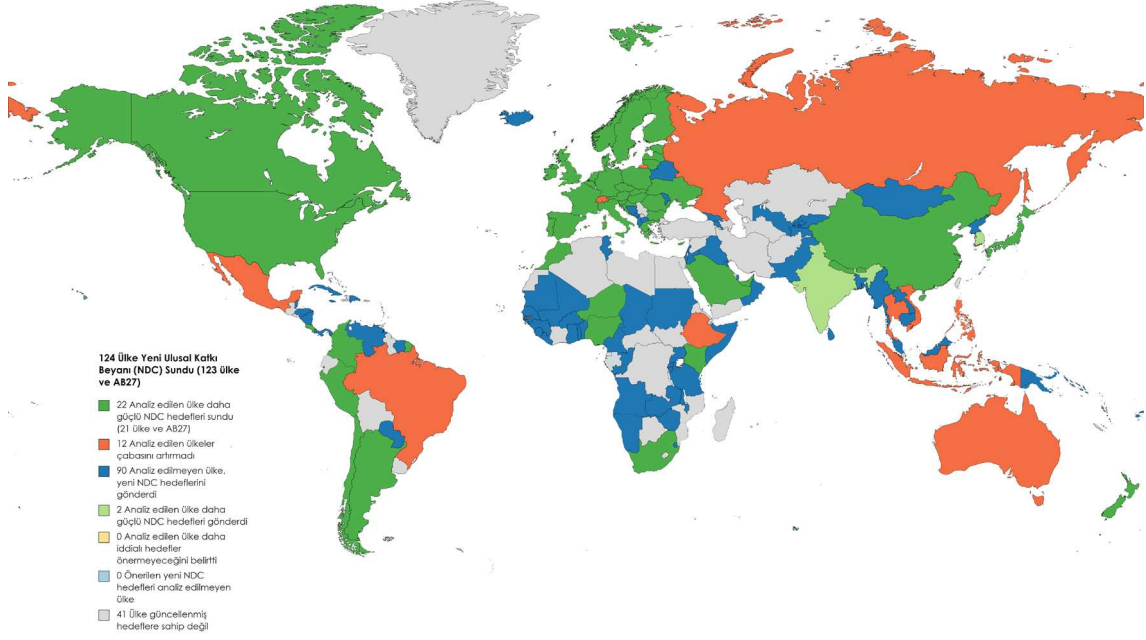 124 Ülke Yeni Ulusal Katkı
Beyanı (NDC) Sundu (123 ülke
ve AB27)
22 Analiz edilen ülke daha
güçlü NDC hedefleri sundu
(21 ülke ve AB27)
12 Analiz edilen ülkeler
çabasını artırmadı
90 Analiz edilmeyen ülke,
yeni NDC hedeflerini
gönderdi
2 Analiz edilen ülke daha
güçlü NDC hedefleri gönderdi
0 Analiz edilen ülke daha
iddialı hedefler
önermeyeceğini belirtti
0 Önerilen yeni NDC
hedefleri analiz edilmeyen
ülke
41 Ülke güncellenmiş
hedeflere sahip değil